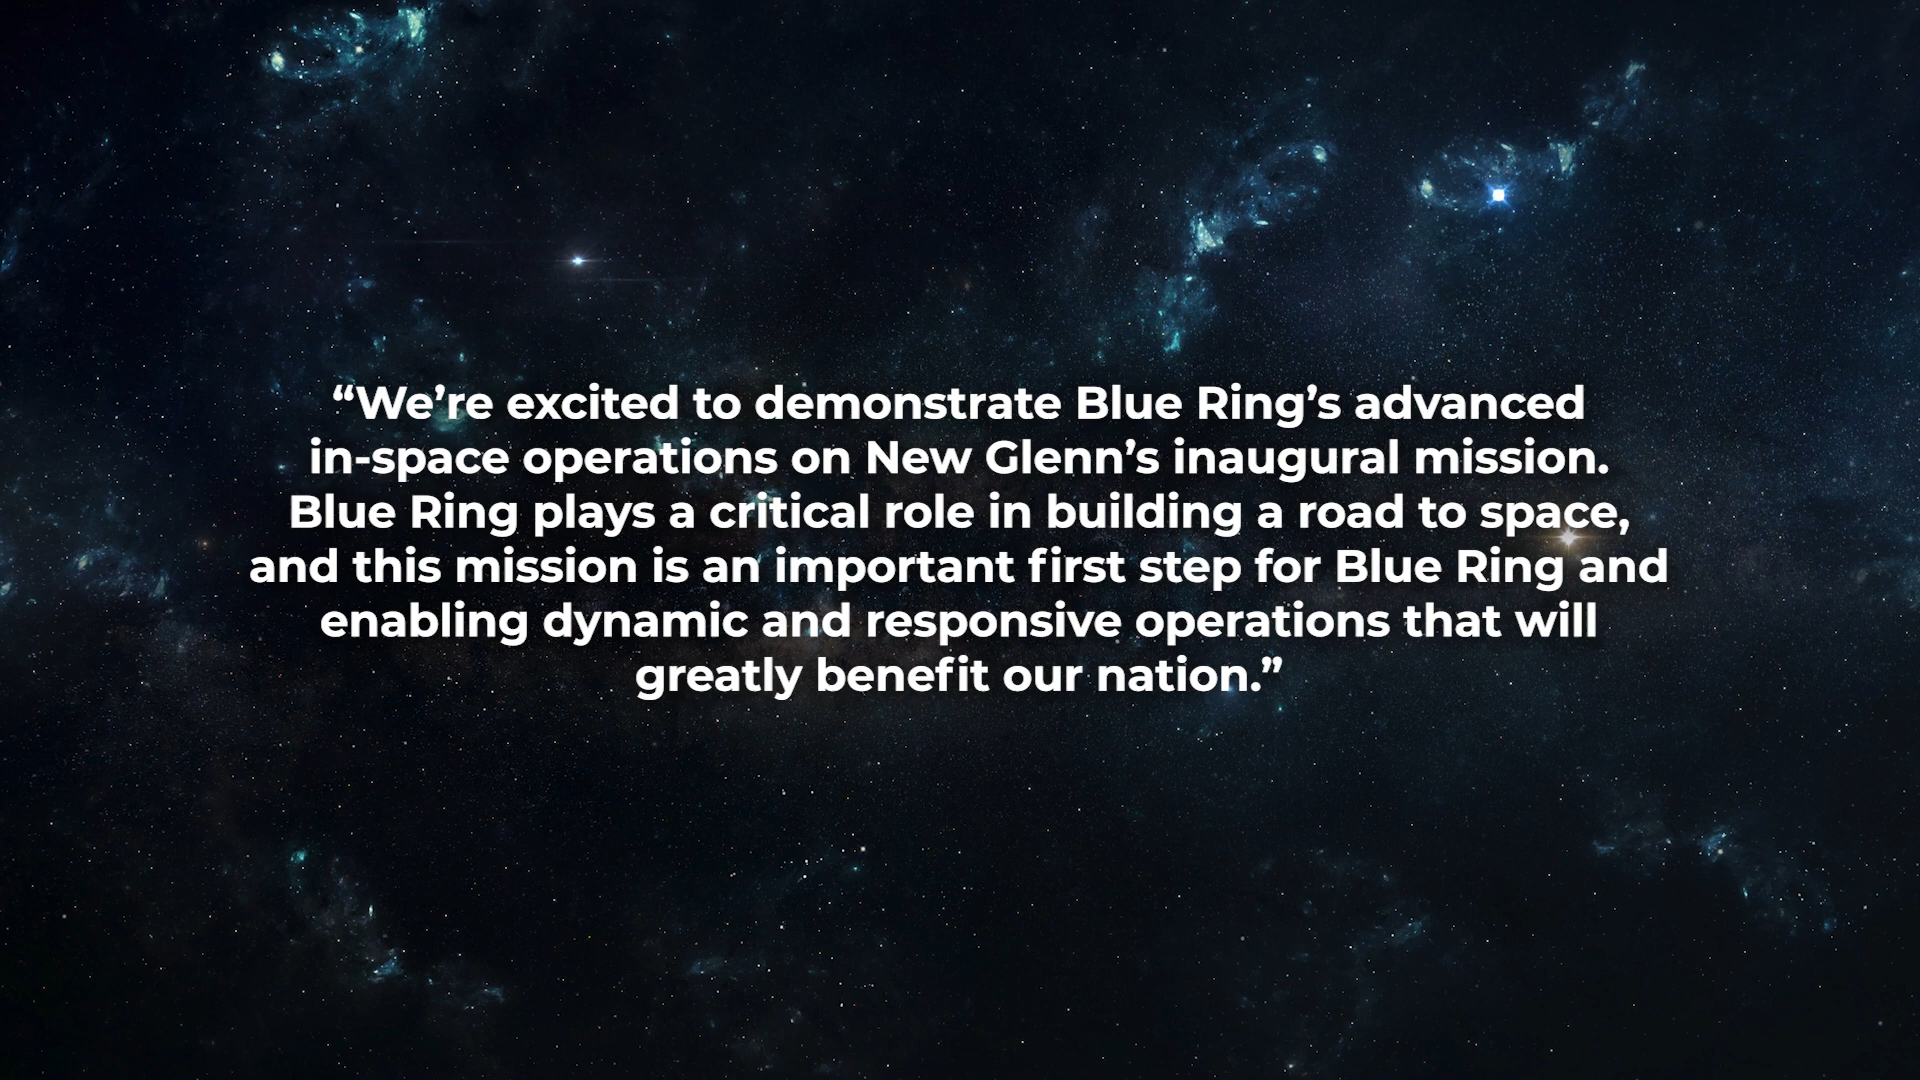 “We’re excited to demonstrate Blue Ring’s advanced
in-space operations on New Glenn’s inaugural mission.
Blue Ring plays a critical role in building a road to space,
and this mission is an important first step for Blue Ring and
enabling dynamic and responsive operations that will
greatly benefit our nation.”